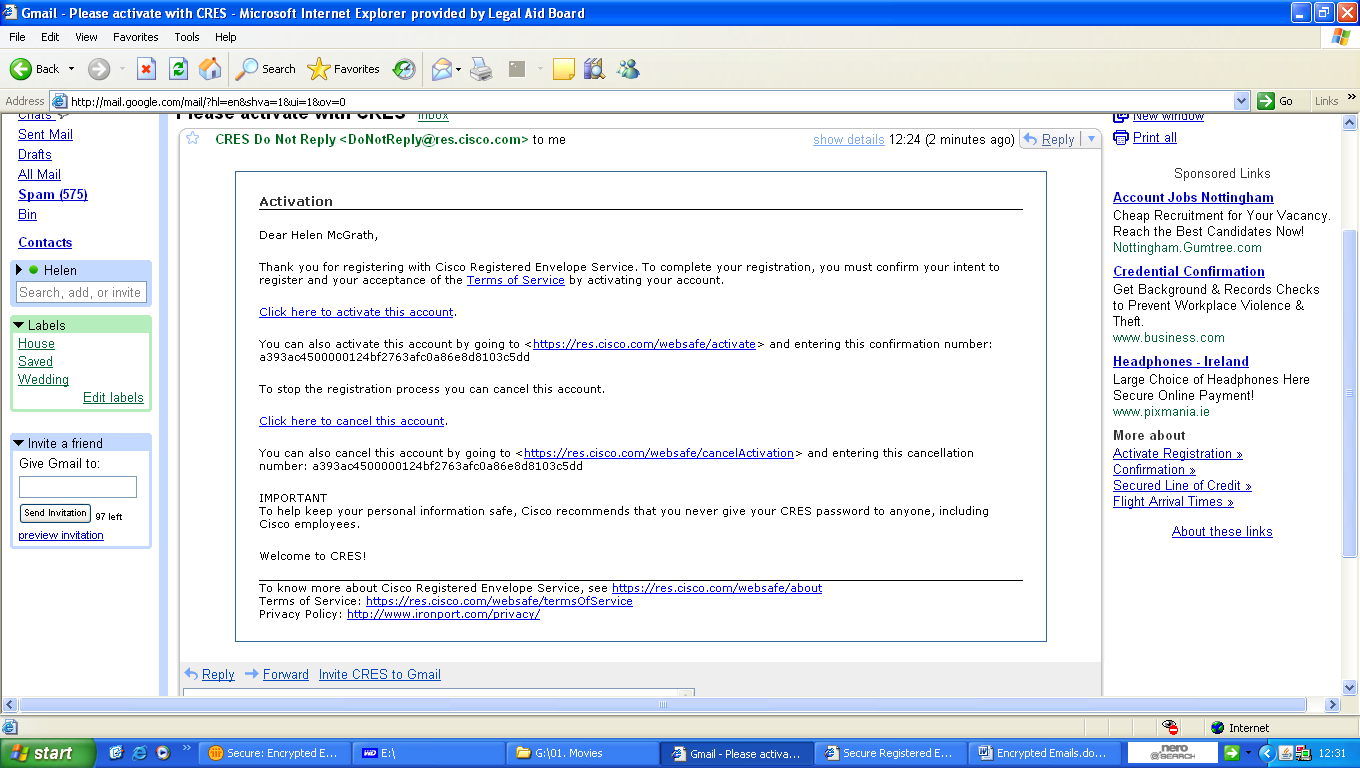 Gmail - Please activate with CRES - Microsoft Internet Explorer provided by Legal Aid Board
File Edit View Favorites Tools Help
Back Search Favorites
Address http://mail.google.com/mail/?hl=en&shva=1&ui=1&ov=0 Go Links »
Please activate with CRES Inbox
New window
Print all
Chats
Sent Mail
Drafts
All Mail
Spam (575)
Bin
Contacts
Helen
Search, add, or invite
Labels
House
Saved
Wedding
Edit labels
Invite a friend
Give Gmail to:
Send Invitation 97 left
preview invitation
CRES Do Not Reply <DoNotReply@res.cisco.com> to me show details 12:24 (2 minutes ago) Reply
Activation
Dear Helen McGrath,
Thank you for registering with Cisco Registered Envelope Service. To complete your registration, you must confirm your intent to
register and your acceptance of the Terms of Service by activating your account.
Click here to activate this account.
You can also activate this account by going to <https://res.cisco.com/websafe/activate> and entering this confirmation number:
a393ac4500000124bf2763afc0a86e8d8103c5dd
To stop the registration process you can cancel this account.
Click here to cancel this account.
You can also cancel this account by going to <https://res.cisco.com/websafe/cancelActivation> and entering this cancellation
number: a393ac4500000124bf2763afc0a86e8d8103c5dd
IMPORTANT
To help keep your personal information safe, Cisco recommends that you never give your CRES password to anyone, including
Cisco employees.
Welcome to CRES!
To know more about Cisco Registered Envelope Service, see https://res.cisco.com/websafe/about
Terms of Service: https://res.cisco.com/websafe/termsOfService
Privacy Policy: http://www.ironport.com/privacy/
Reply Forward Invite CRES to Gmail
Sponsored Links
Account Jobs Nottingham
Cheap Recruitment for Your Vacancy.
Reach the Best Candidates Now!
Nottingham.Gumtree.com
Credential Confirmation
Get Background & Records Checks
to Prevent Workplace Violence &
Theft.
www.business.com
Headphones - Ireland
Large Choice of Headphones Here
Secure Online Payment!
www.pixmania.ie
More about
Activate Registration »
Confirmation »
Secured Line of Credit »
Flight Arrival Times »
About these links
Internet
start » Secure: Encrypted E... WD E:\ G:\01. Movies Gmail - Please activa... Secure Registered E... Encrypted Emails.do... nero SEARCH 12:31